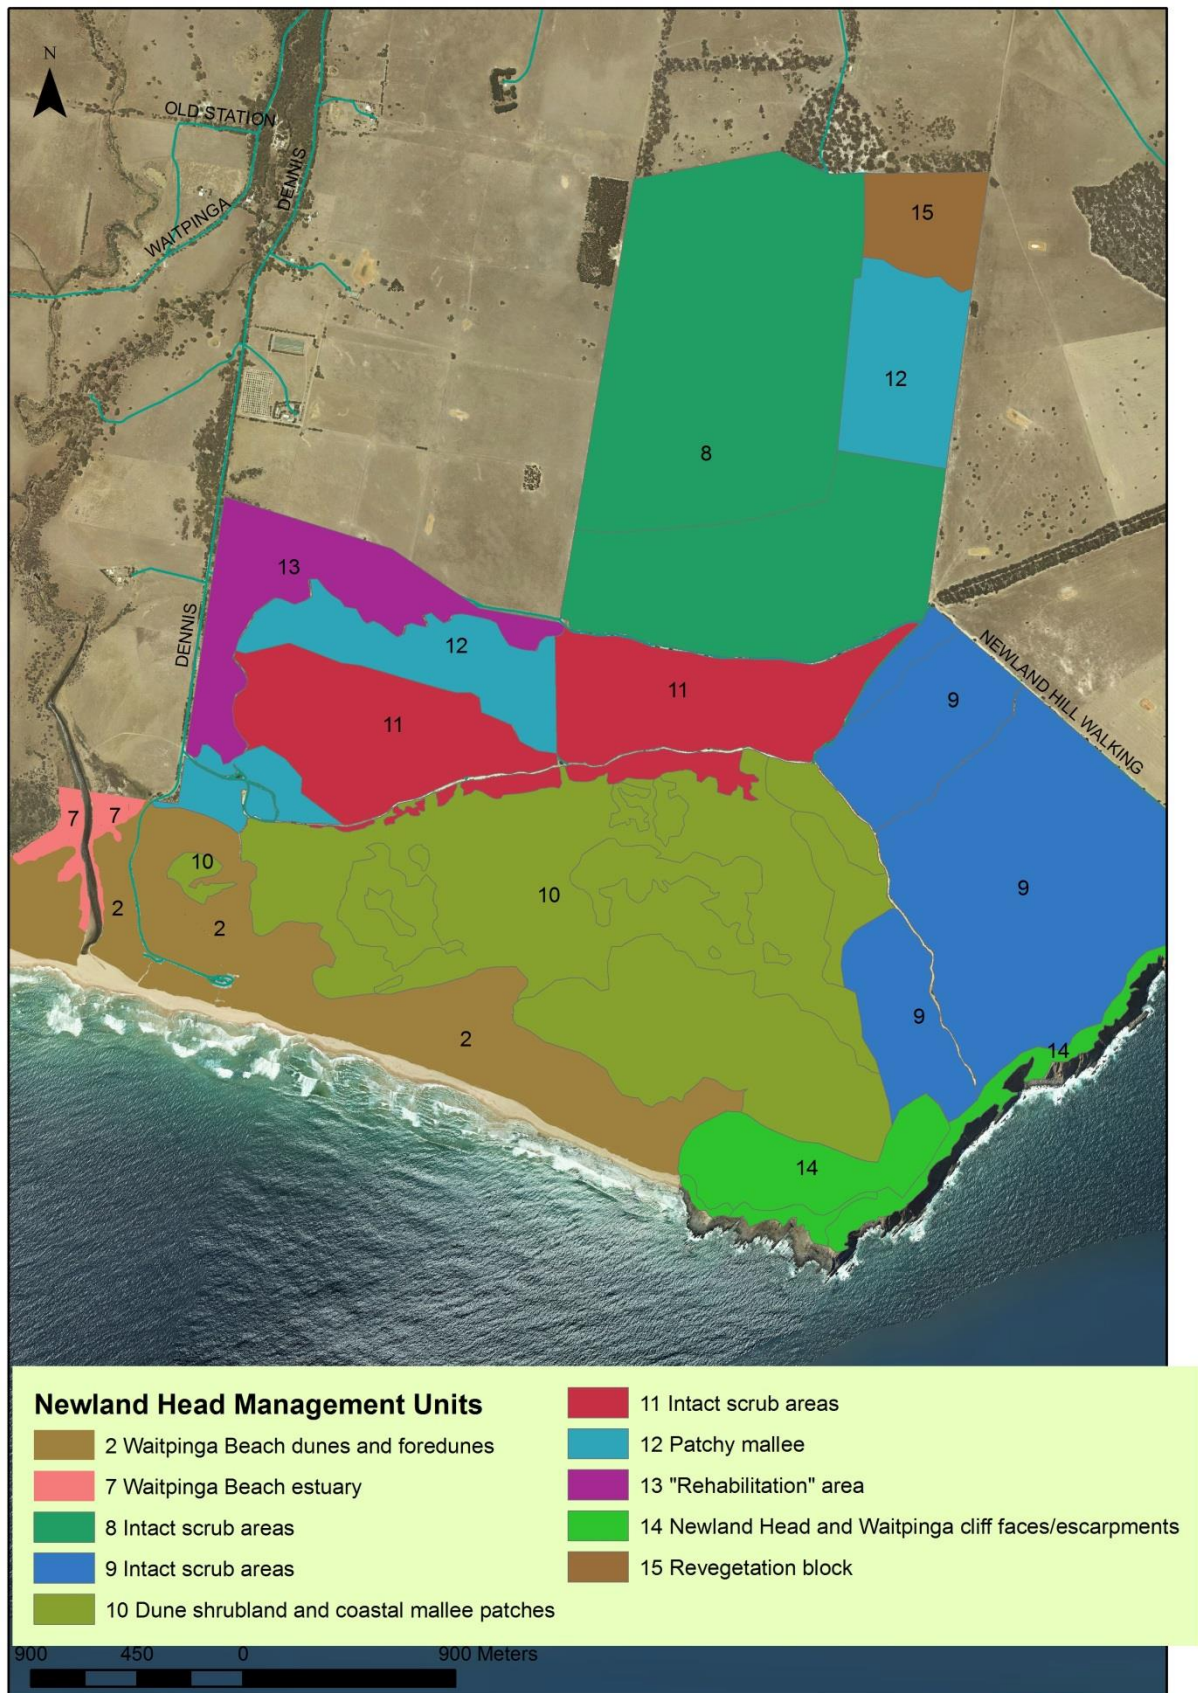 N
OLD STATION
DENNIS
WAITPINGA
15
12
8
13
DENNIS
12
11
11
9
NEWLAND HILL WALKING
7
7
10
10
9
2
2
9
2
14
14
Newland Head Management Units
2 Waitpinga Beach dunes and foredunes
7 Waitpinga Beach estuary
8 Intact scrub areas
9 Intact scrub areas
10 Dune shrubland and coastal mallee patches
11 Intact scrub areas
12 Patchy mallee
13 "Rehabilitation" area
14 Newland Head and Waitpinga cliff faces/escarpments
15 Revegetation block
900 450 0 900 Meters